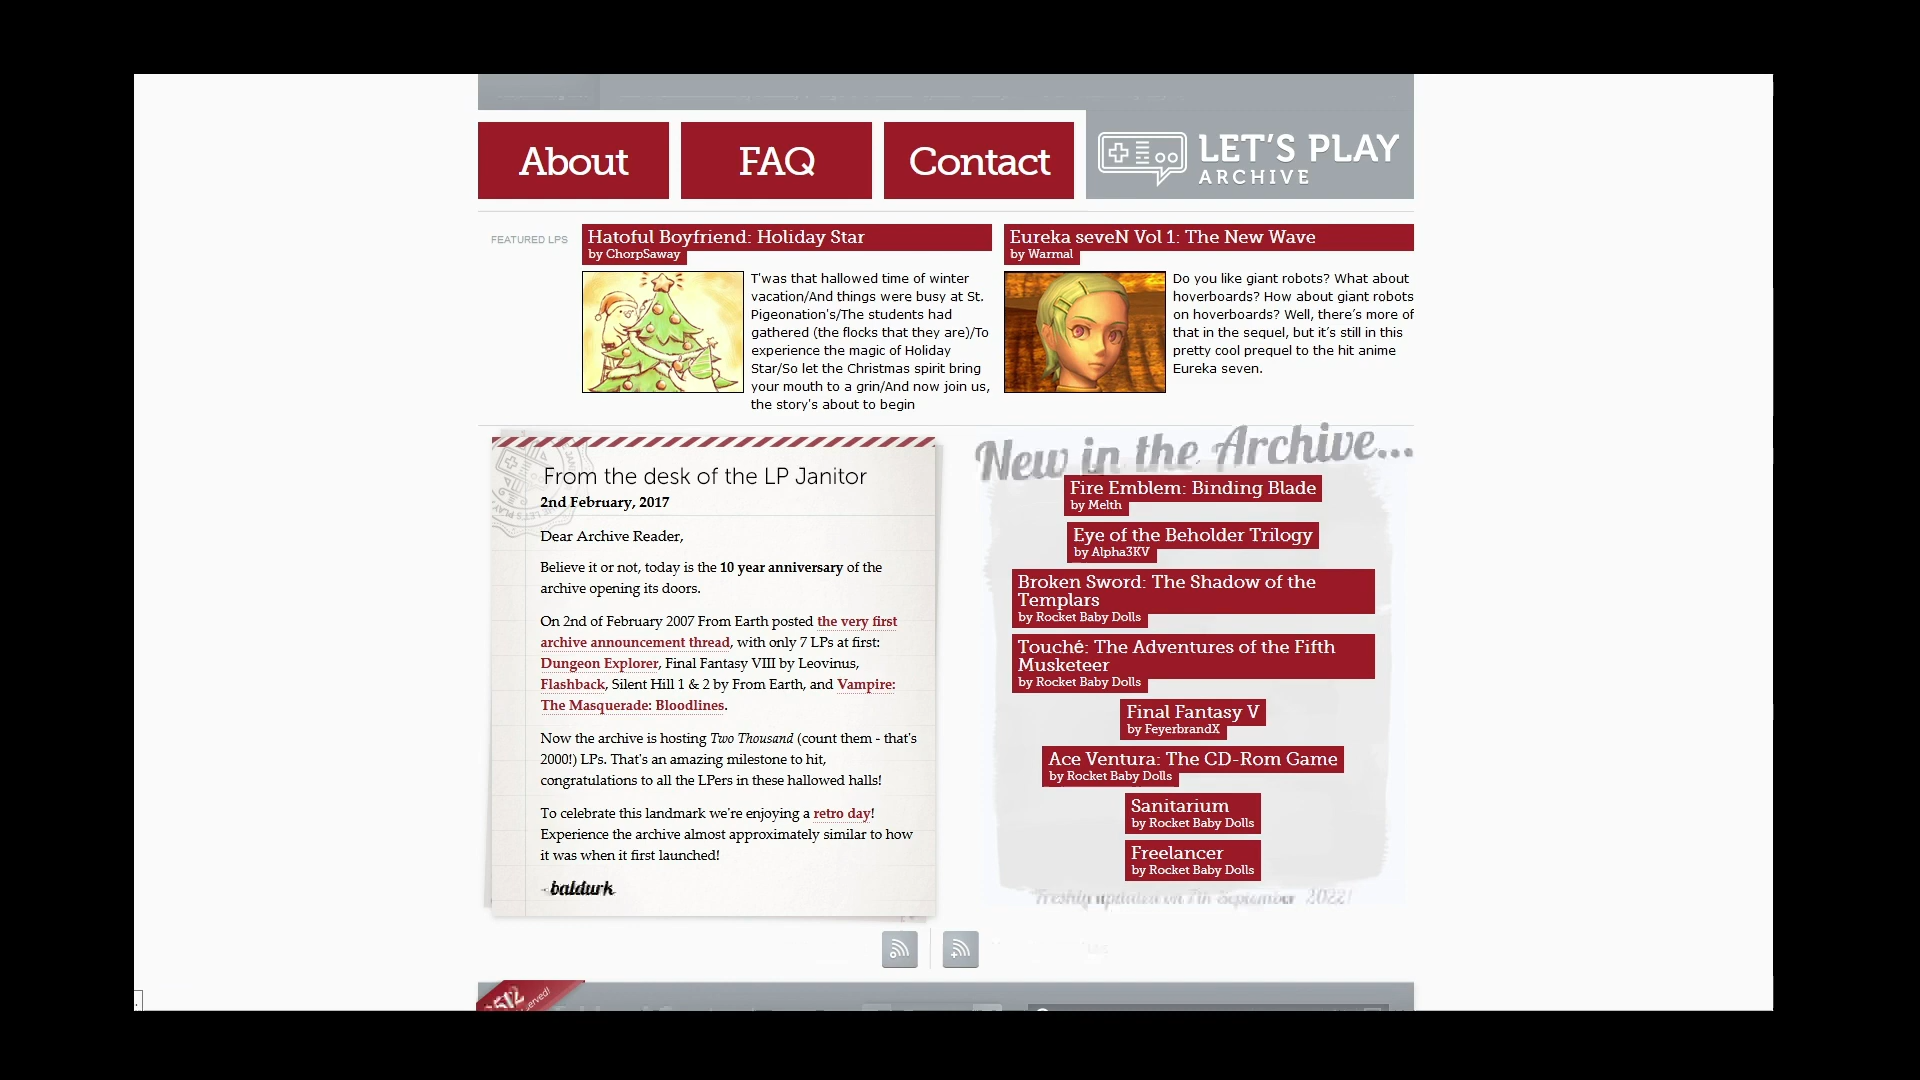 About
FAQ
Contact
LET'S PLAY
ARCHIVE
FEATURED LPS
Hatoful Boyfriend: Holiday Star
by ChorpSaway
T'was that hallowed time of winter
vacation/And things were busy at St.
Pigeonation's/The students had
gathered (the flocks that they are)/To
experience the magic of Holiday
Star/So let the Christmas spirit bring
your mouth to a grin/And now join us,
the story's about to begin
Eureka seveN Vol 1: The New Wave
by Warmal
Do you like giant robots? What about
hoverboards? How about giant robots
on hoverboards? Well, there's more of
that in the sequel, but it's still in this
pretty cool prequel to the hit anime
Eureka seven.
From the desk of the LP Janitor
2nd February, 2017
Dear Archive Reader,
Believe it or not, today is the 10 year anniversary of the
archive opening its doors.
On 2nd of February 2007 From Earth posted the very first
archive announcement thread, with only 7 LPs at first:
Dungeon Explorer, Final Fantasy VIII by Leovinus,
Flashback, Silent Hill 1 & 2 by From Earth, and Vampire:
The Masquerade: Bloodlines.
Now the archive is hosting Two Thousand (count them - that's
2000!) LPs. That's an amazing milestone to hit,
congratulations to all the LPers in these hallowed halls!
To celebrate this landmark we're enjoying a retro day!
Experience the archive almost approximately similar to how
it was when it first launched!
- baldurk
New in the Archive...
Fire Emblem: Binding Blade
by Melth
Eye of the Beholder Trilogy
by Alpha3KV
Broken Sword: The Shadow of the
Templars
by Rocket Baby Dolls
Touché: The Adventures of the Fifth
Musketeer
by Rocket Baby Dolls
Final Fantasy V
by FeyerbrandX
Ace Ventura: The CD-Rom Game
by Rocket Baby Dolls
Sanitarium
by Rocket Baby Dolls
Freelancer
by Rocket Baby Dolls
Freshly updated on 7th September 2022!